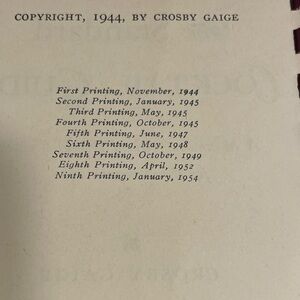 COPYRIGHT, 1944, BY CROSBY GAIGE
First Printing, November, 1944
Second Printing, January, 1945
Third Printing, May, 1945
Fourth Printing, October, 1945
Fifth Printing, June, 1947
Sixth Printing, May, 1948
Seventh Printing, October, 1949
Eighth Printing, April, 1952
Ninth Printing, January, 1954